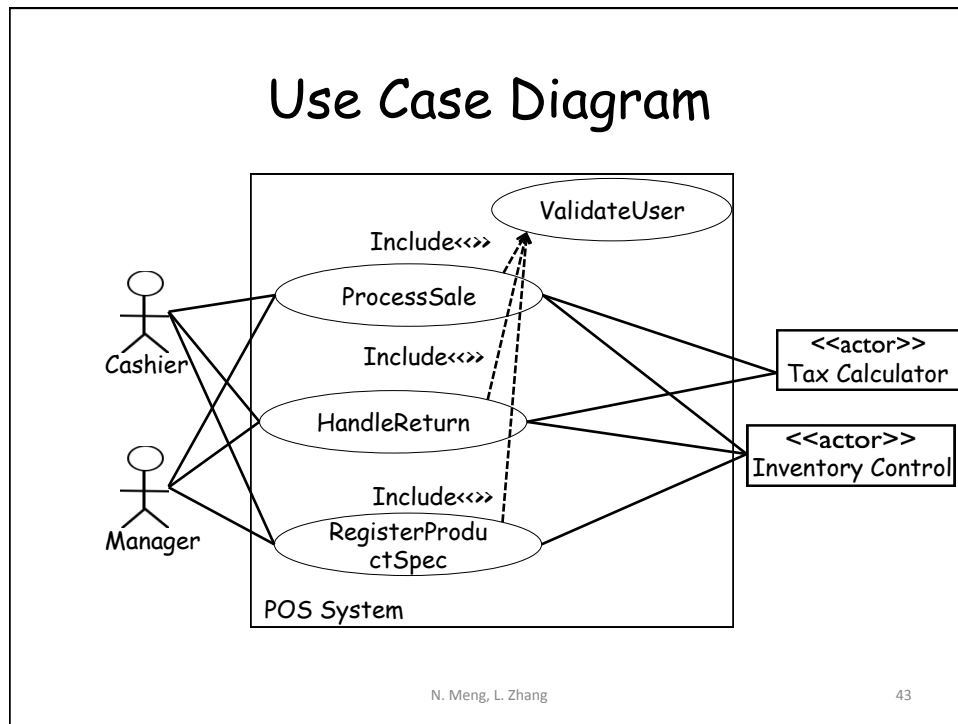 Use Case Diagram
ValidateUser
Include<<>>
ProcessSale
Cashier
Include<<>>
<<actor>>
Tax Calculator
HandleReturn
<<actor>>
Inventory Control
Manager
Include<<>>
RegisterProdu
ctSpec
POS System
N. Meng, L. Zhang
43